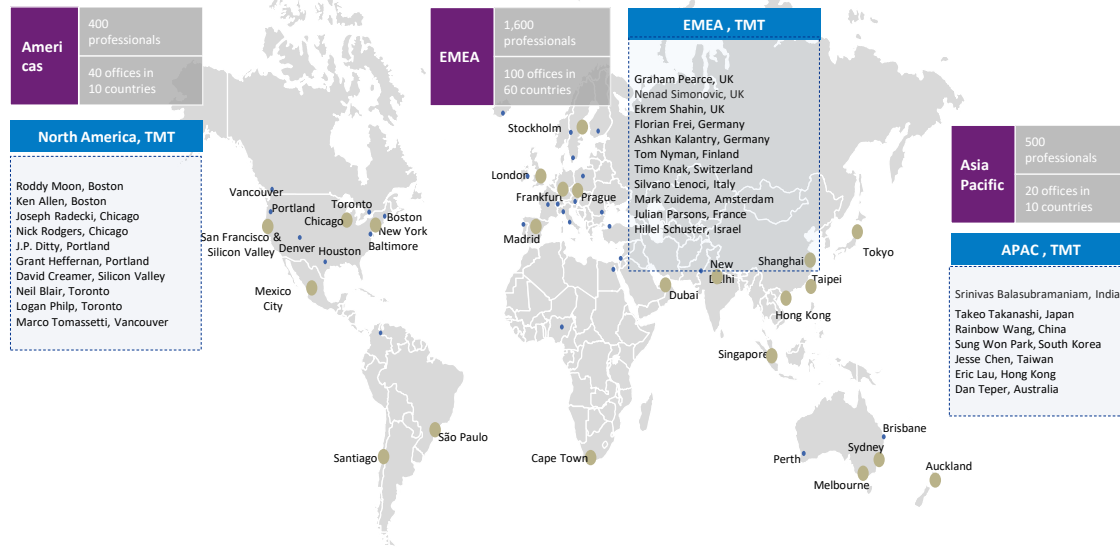 Ameri
cas
400
professionals
40 offices in
10 countries
North America, TMT
Roddy Moon, Boston
Ken Allen, Boston
Joseph Radecki, Chicago
Nick Rodgers, Chicago
J.P. Ditty, Portland
Grant Heffernan, Portland
David Creamer, Silicon Valley
Neil Blair, Toronto
Logan Philp, Toronto
Marco Tomassetti, Vancouver
EMEA
1,600
professionals
100 offices in
60 countries
EMEA , TMT
Graham Pearce, UK
Nenad Simonovic, UK
Ekrem Shahin, UK
Florian Frei, Germany
Ashkan Kalantry, Germany
Tom Nyman, Finland
Timo Knak, Switzerland
Silvano Lenoci, Italy
Mark Zuidema, Amsterdam
Julian Parsons, France
Hillel Schuster, Israel
Asia
Pacific
500
professionals
20 offices in
10 countries
APAC , TMT
Srinivas Balasubramaniam, India
Takeo Takanashi, Japan
Rainbow Wang, China
Sung Won Park, South Korea
Jesse Chen, Taiwan
Eric Lau, Hong Kong
Dan Teper, Australia
Vancouver
Portland
Toronto
Chicago
Boston
New York
San Francisco &
Silicon Valley
Denver
Houston
Baltimore
Mexico
City
São Paulo
Santiago
Stockholm
London
Frankfurt
Prague
Madrid
Dubai
Cape Town
New
Delhi
Shanghai
Tokyo
Taipei
Hong Kong
Singapore
Brisbane
Perth
Sydney
Melbourne
Auckland